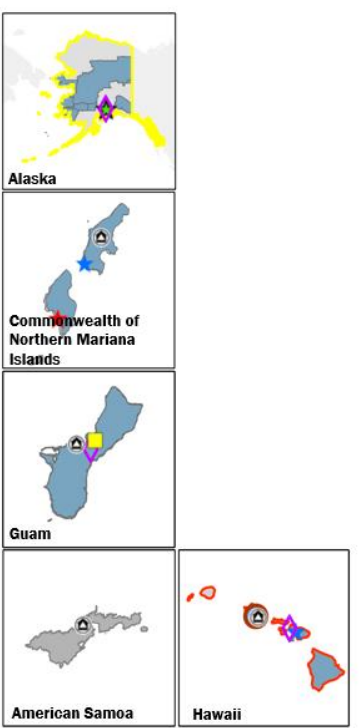 Alaska
Commonwealth of
Northern Mariana
Islands
Guam
American Samoa
Hawaii